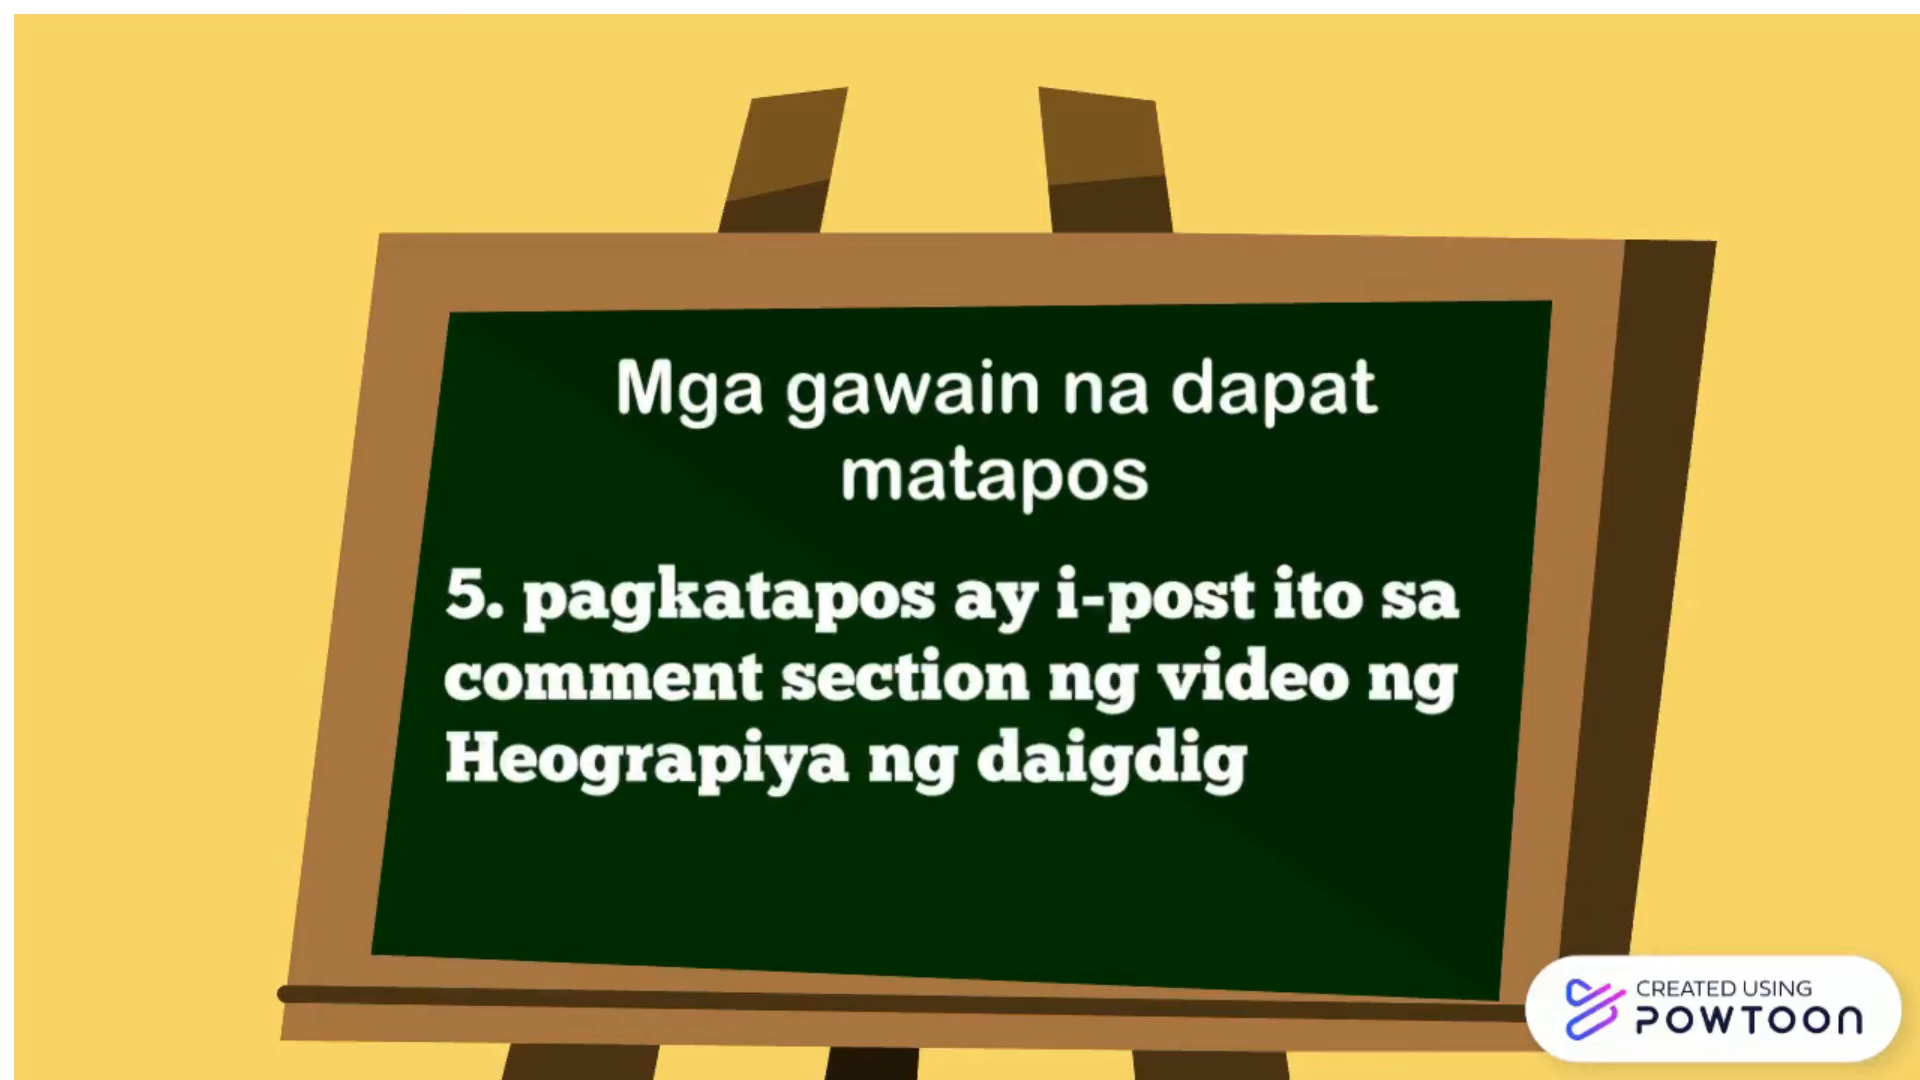 Mga gawain na dapat
matapos
5. pagkatapos ay i-post ito sa
comment section ng video ng
Heograpiya ng daigdig
CREATED USING
POWTOON